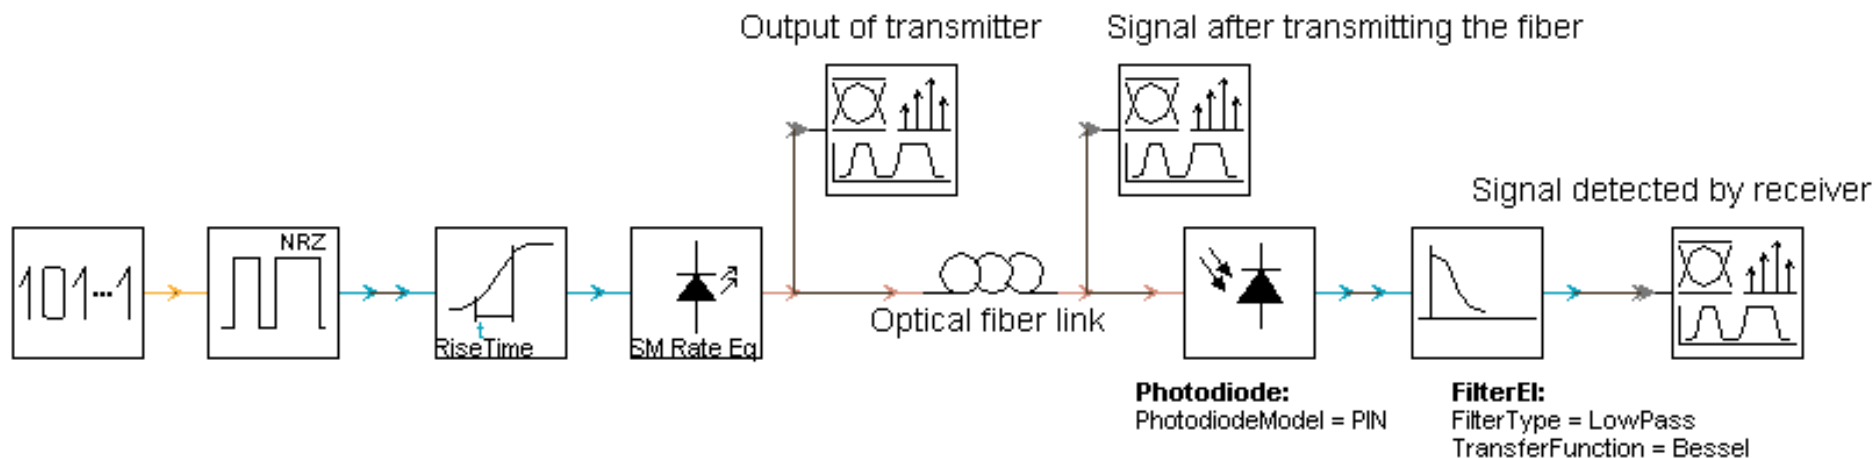 Output of transmitter
Signal after transmitting the fiber
Signal detected by receiver
101...1
NRZ
t
RiseTime
SM Rate Eq
Optical fiber link
Photodiode:
PhotodiodeModel = PIN
FilterEl:
FilterType = LowPass
TransferFunction = Bessel